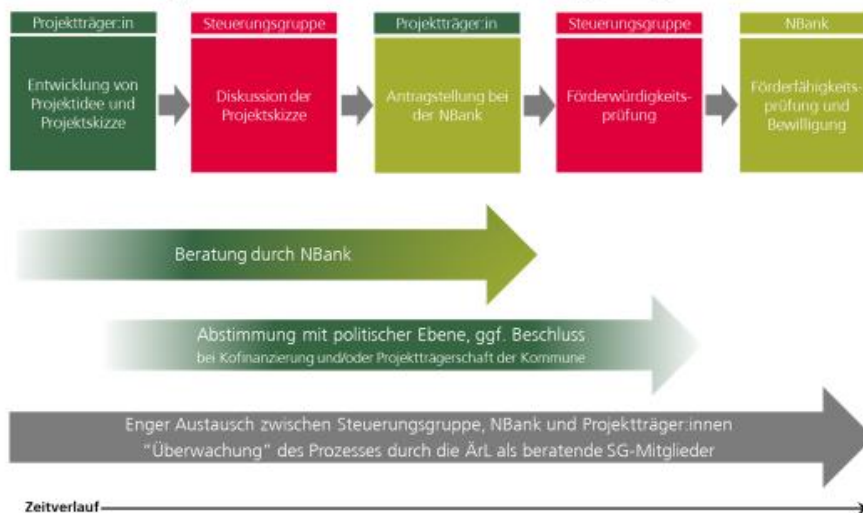 Projektträger:in
Steuerungsgruppe
Projektträger:in
Steuerungsgruppe
NBank
Entwicklung von
Projektidee und
Projektskizze
Diskussion der
Projektskizze
Antragstellung bei
der NBank
Förderwürdigkeits-
prüfung
Förderfähigkeits-
prüfung und
Bewilligung
Beratung durch NBank
Abstimmung mit politischer Ebene, ggf. Beschluss
bei Kofinanzierung und/oder Projektträgerschaft der Kommune
Enger Austausch zwischen Steuerungsgruppe, NBank und Projektträger:innen
"Überwachung" des Prozesses durch die ÄrL als beratende SG-Mitglieder
Zeitverlauf